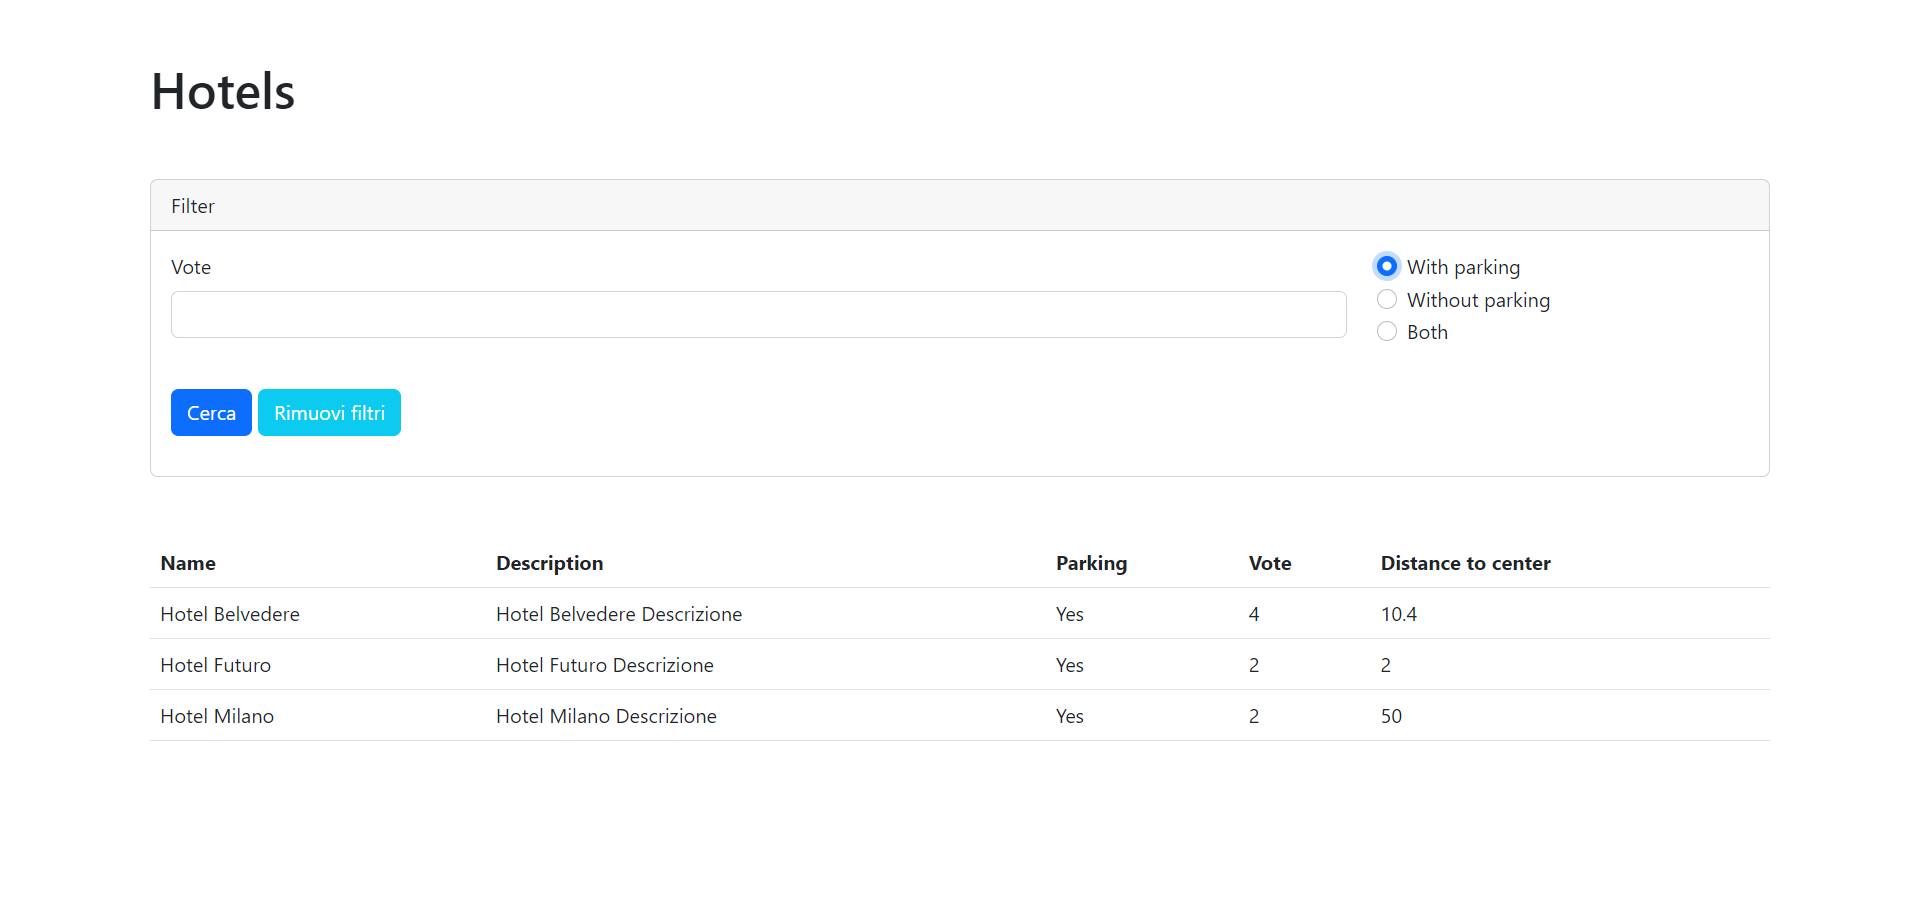 Hotels
Filter
Vote
With parking
Without parking
Both
Cerca Rimuovi filtri
Name Description Parking Vote Distance to center
Hotel Belvedere Hotel Belvedere Descrizione Yes 4 10.4
Hotel Futuro Hotel Futuro Descrizione Yes 2 2
Hotel Milano Hotel Milano Descrizione Yes 2 50